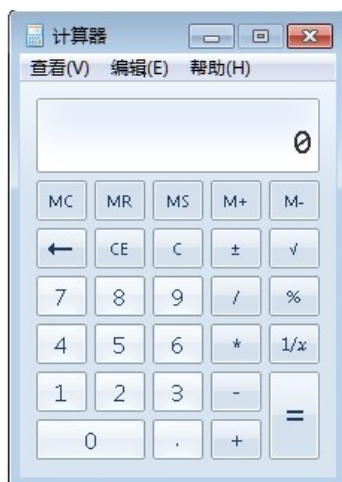 计算器
查看(V) 编辑(E) 帮助(H)
0
MC MR MS M+ M-
← CE C ± √
7 8 9 / %
4 5 6 * 1/x
1 2 3 - =
0 . +